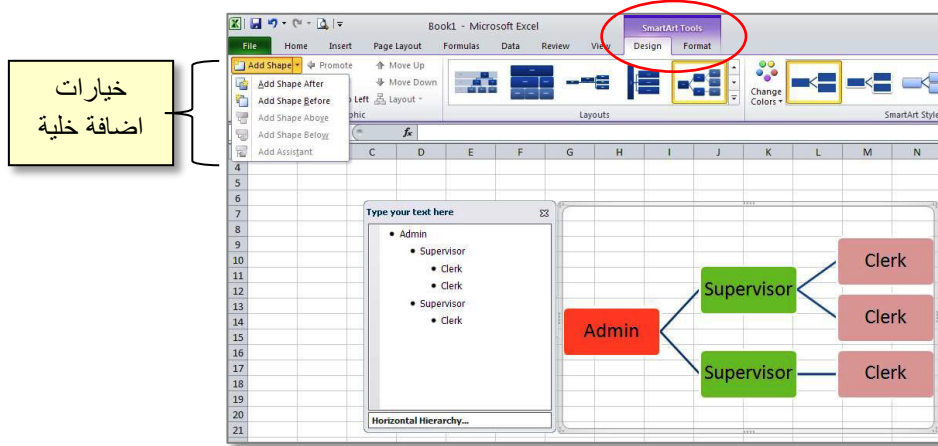 Book1 - Microsoft Excel
SmartArt Tools
File Home Insert Page Layout Formulas Data Review View Design Format
Add Shape Promote Move Up
Move Down
Left Layout
Add Shape After
Add Shape Before
Add Shape Above
Add Shape Below
Add Assistant
Change
Colors
Layouts
SmartArt Style
fx
خيارات
اضافة خلية
C D E F G H I J K L M N
4
5
6
7
8
9
10
11
12
13
14
15
16
17
18
19
20
21
Type your text here
Admin
Supervisor
Clerk
Clerk
Supervisor
Clerk
Horizontal Hierarchy...
Admin
Supervisor
Supervisor
Clerk
Clerk
Clerk